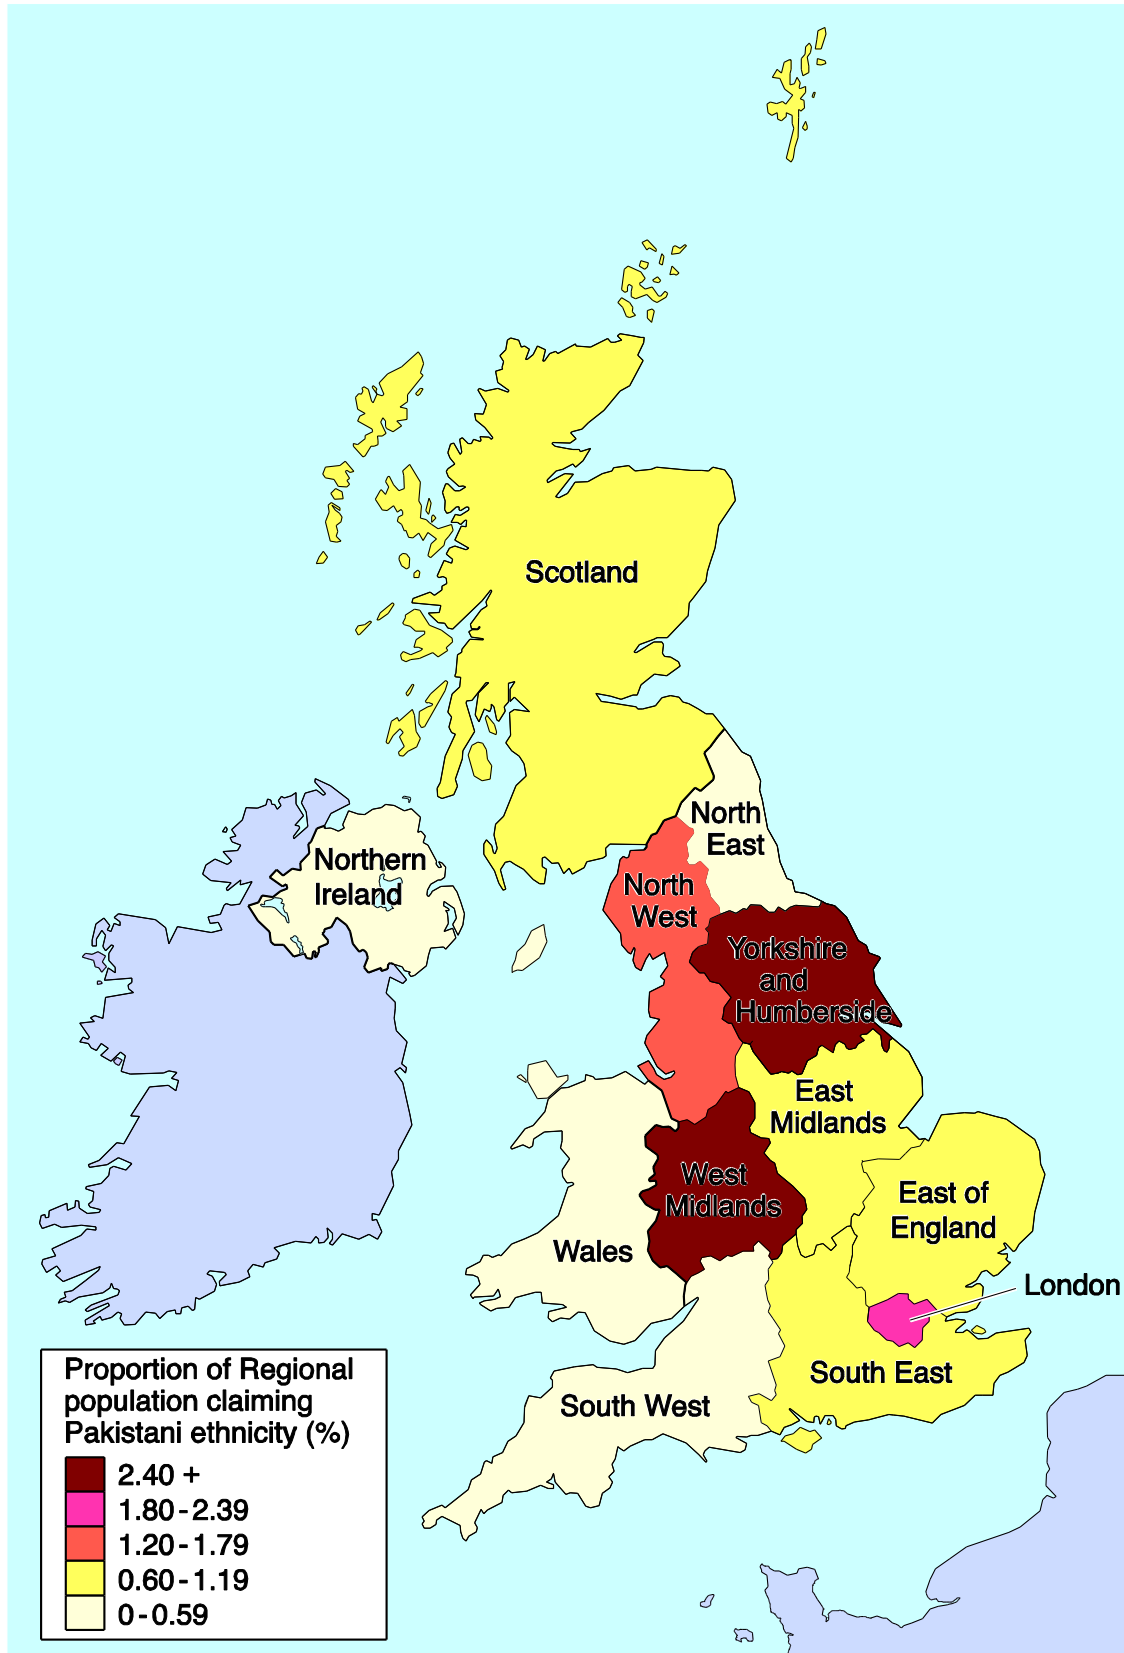 Scotland
North
East
Northern
Ireland
North
West
Yorkshire
and
Humberside
East
Midlands
West
Midlands
East of
England
Wales
London
South East
South West
Proportion of Regional
population claiming
Pakistani ethnicity (%)
2.40 +
1.80 - 2.39
1.20 - 1.79
0.60 - 1.19
0 - 0.59